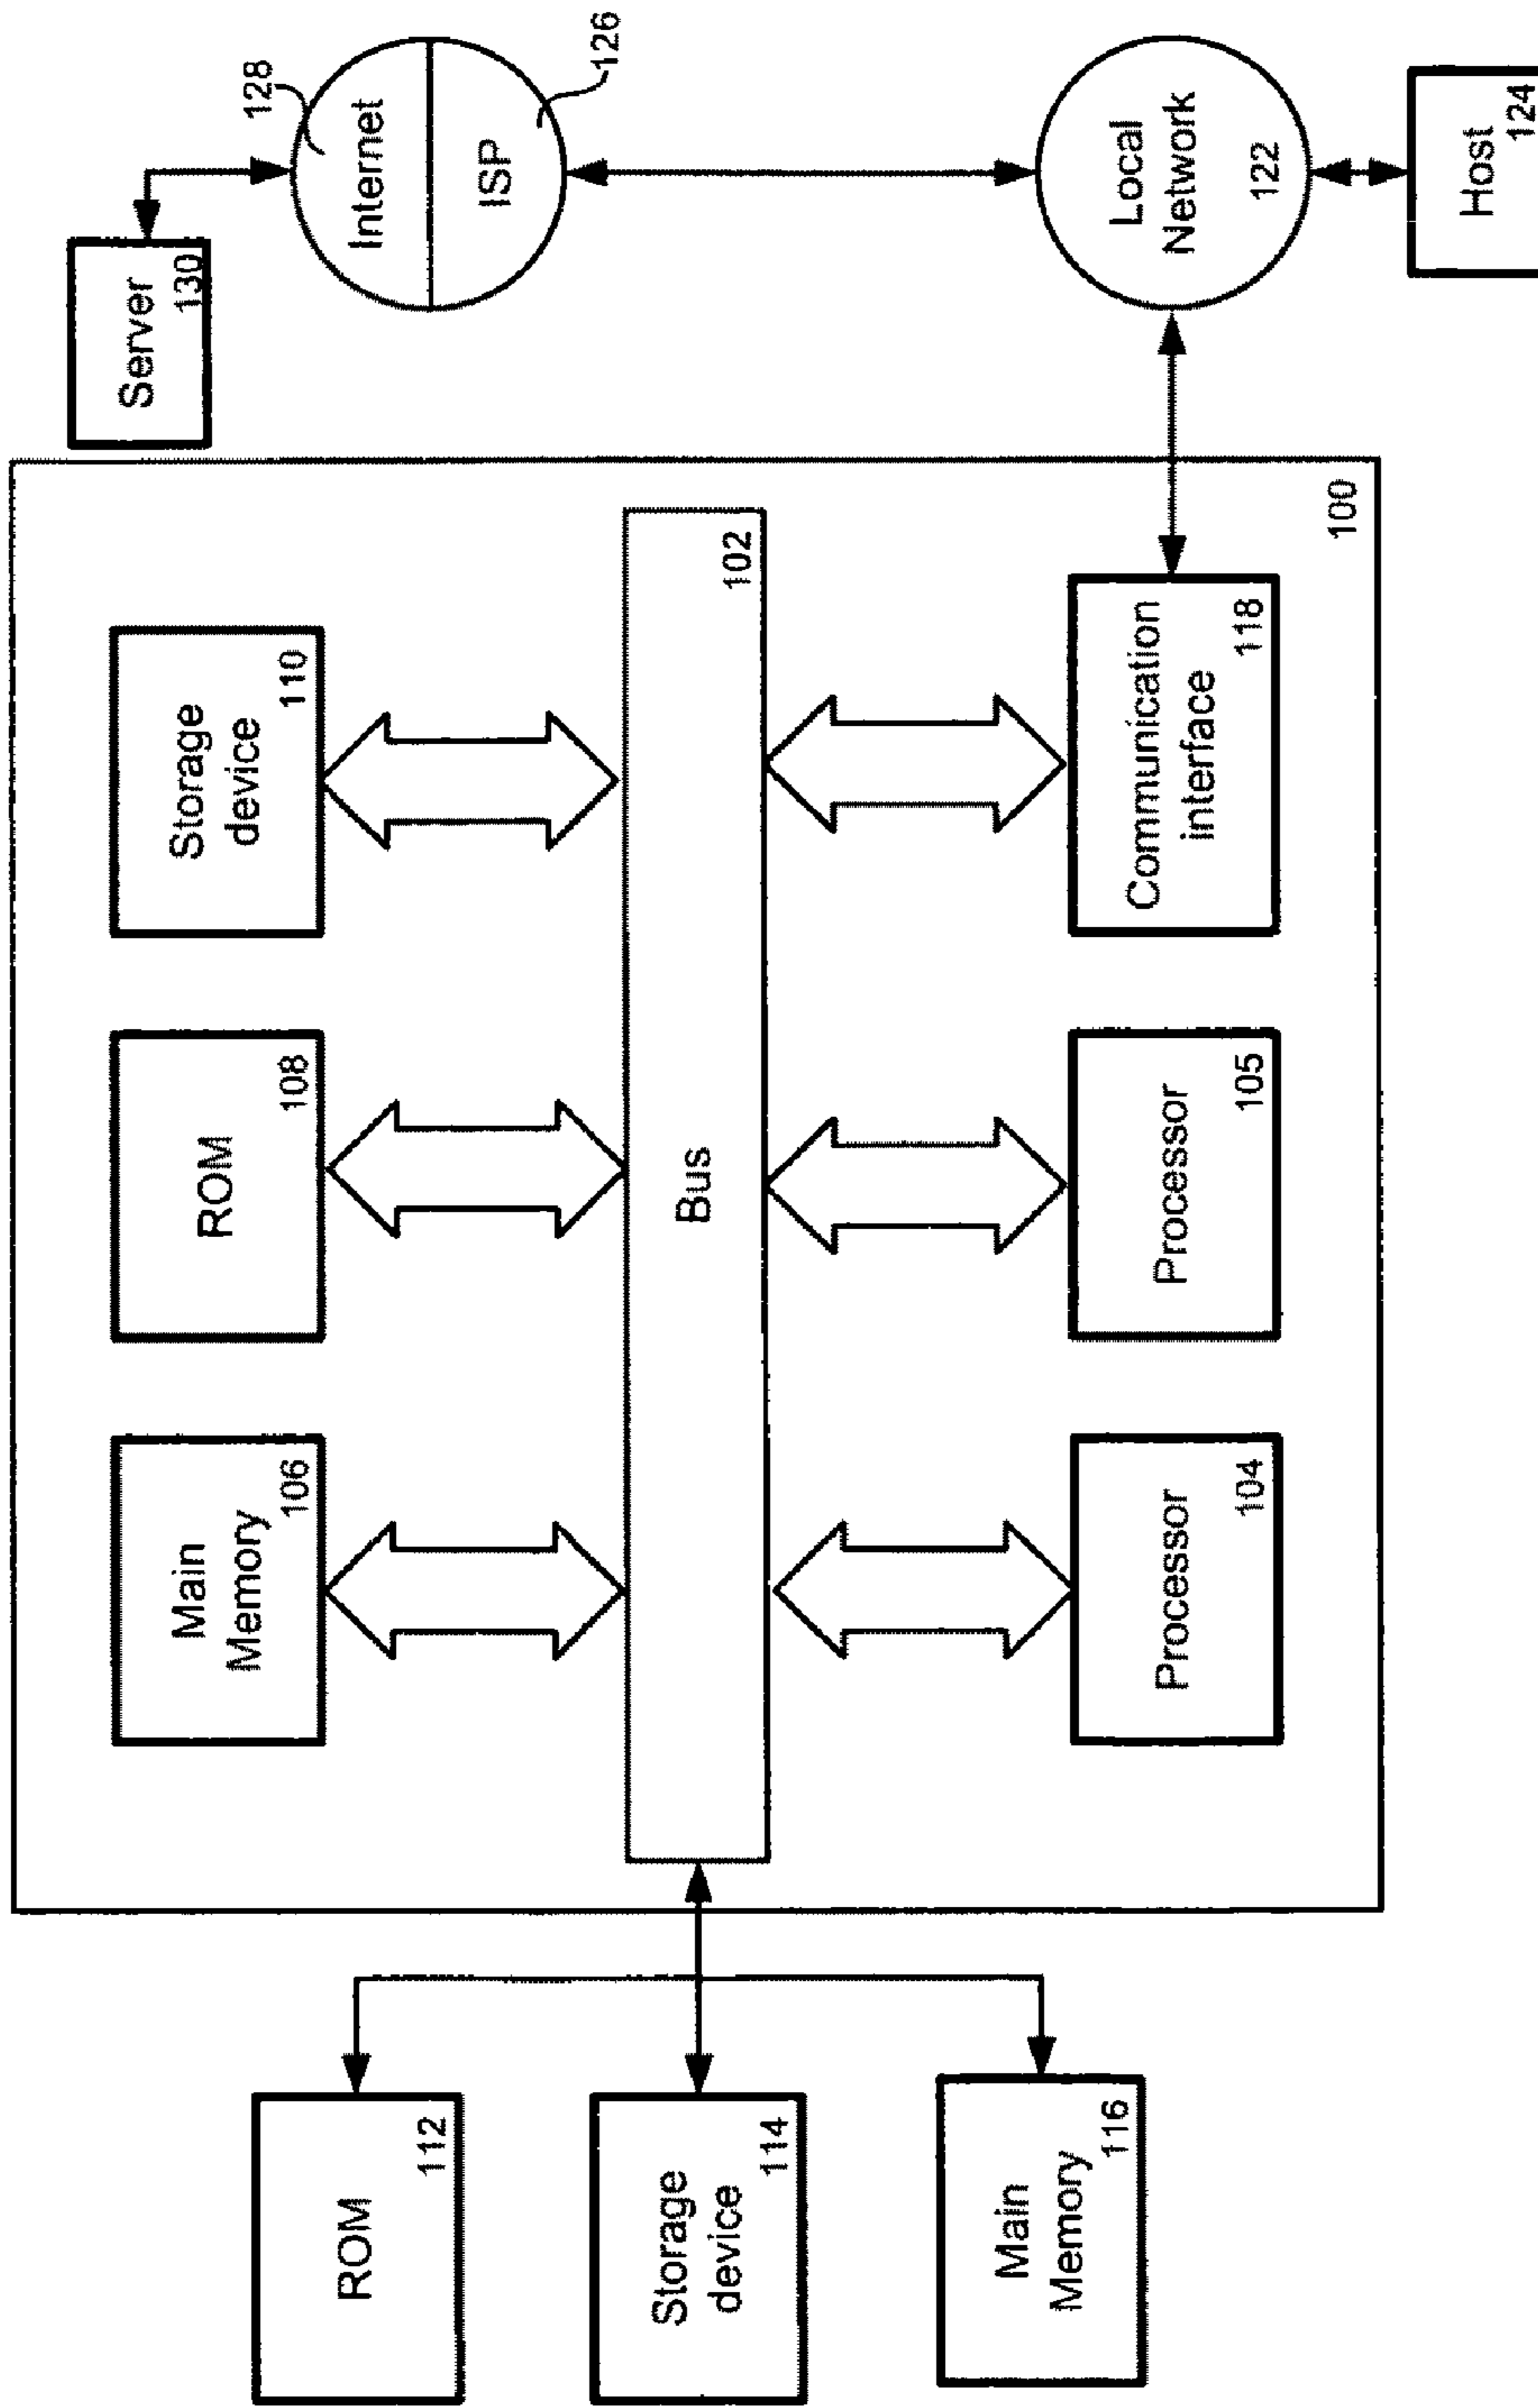 Main
Memory
106
ROM
108
Storage
device
110
Server
130
128
Internet
ISP
126
ROM
112
Storage
device
114
Main
Memory
116
Bus
102
Processor
104
Processor
105
Communication
interface
118
100
Local
Network
122
Host
124